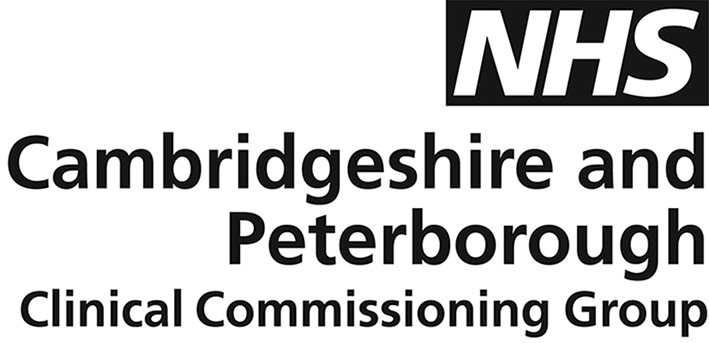 NHS
Cambridgeshire and
Peterborough
Clinical Commissioning Group